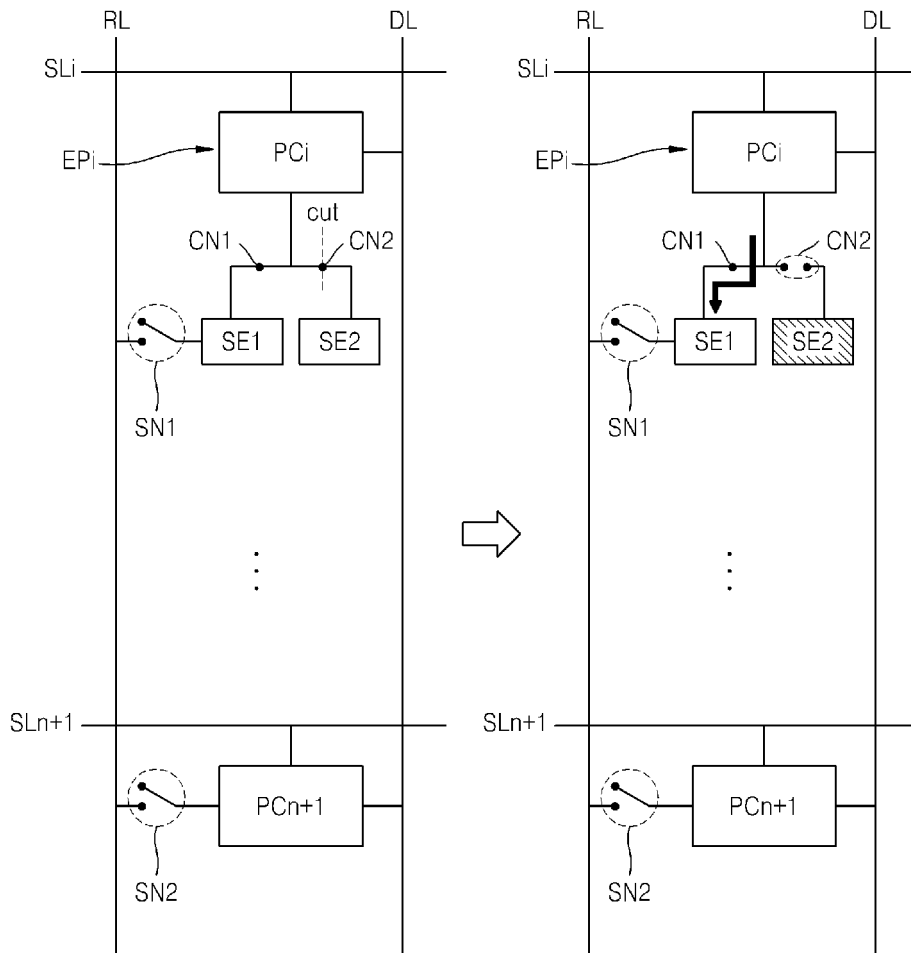 RL DL
SLi
PCi
EPi
cut
CN1 CN2
SE1 SE2
SN1
SLn+1
PCn+1
SN2
RL DL
SLi
PCi
EPi
CN1 CN2
SE1 SE2
SN1
SLn+1
PCn+1
SN2